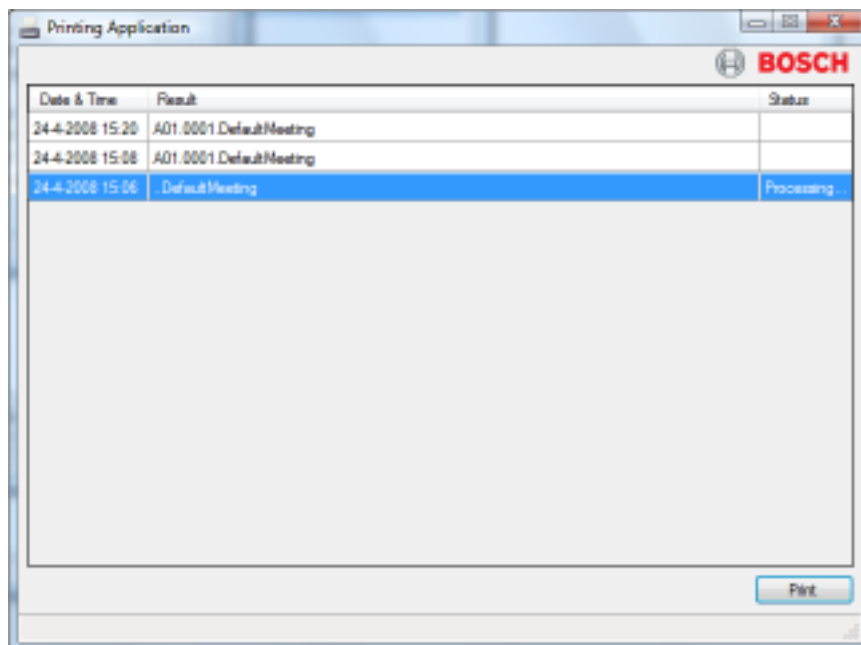 Printing Application
BOSCH
Date & Time Result Status
24-4-2008 15:20 A01.0001.DefaultMeeting
24-4-2008 15:08 A01.0001.DefaultMeeting
24-4-2008 15:06 ..DefaultMeeting Processing...
Print